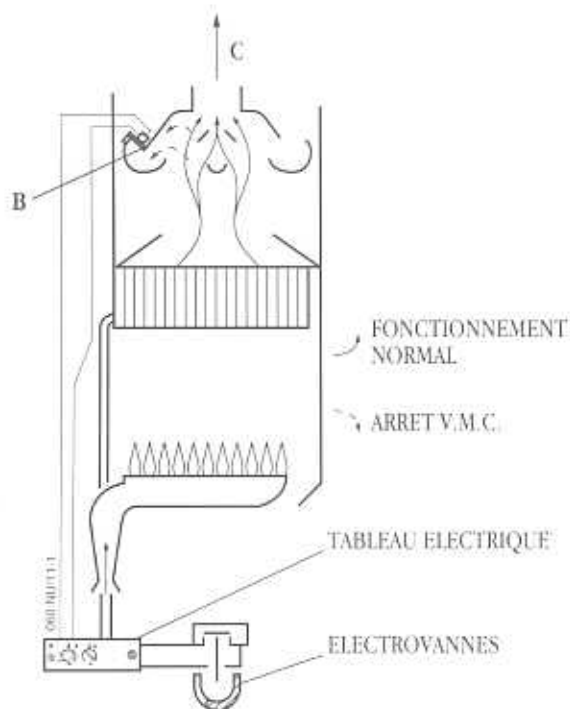 C
B
FONCTIONNEMENT
NORMAL
ARRET V.M.C.
TABLEAU ELECTRIQUE
ELECTROVANNES